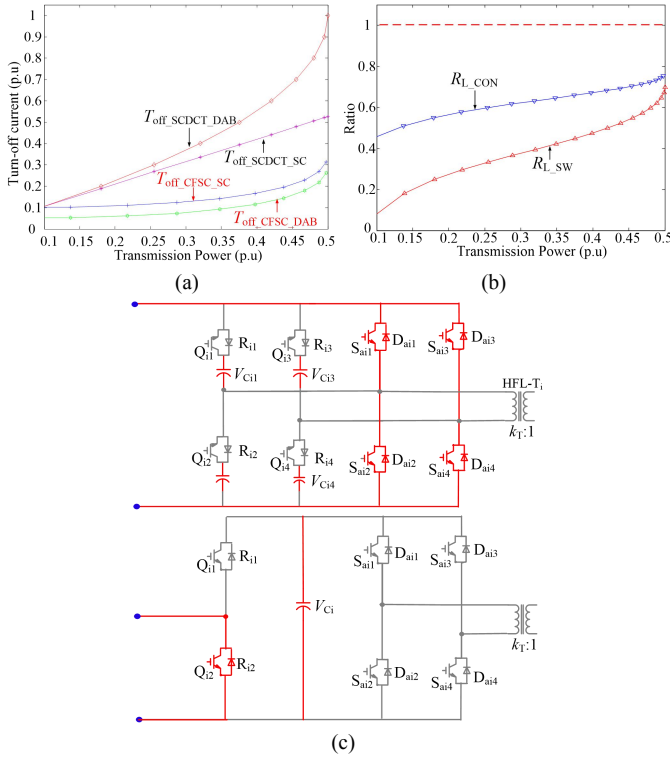 1
0.9
0.8
0.7
0.6
0.5
0.4
0.3
0.2
0.1
0
Turn-off current (p.u)
T_off_SCDCT_DAB
T_off_SCDCT_SC
T_off_CFSC_SC
T_off_CFSC_DAB
0.1 0.15 0.2 0.25 0.3 0.35 0.4 0.45 0.5
Transmission Power (p.u)
(a)
1
0.8
0.6
0.4
0.2
0
Ratio
R_L_CON
R_L_SW
0.1 0.15 0.2 0.25 0.3 0.35 0.4 0.45 0.5
Transmission Power (p.u)
(b)
Q_i1 R_i1 Q_i3 R_i3 S_ai1 D_ai1 S_ai3 D_ai3
V_Ci1 V_Ci3
HFL-T_i
k_T:1
Q_i2 R_i2 Q_i4 R_i4 S_ai2 D_ai2 S_ai4 D_ai4
V_Ci4
Q_i1 R_i1 S_ai1 D_ai1 S_ai3 D_ai3
V_Ci
k_T:1
Q_i2 R_i2 S_ai2 D_ai2 S_ai4 D_ai4
(c)